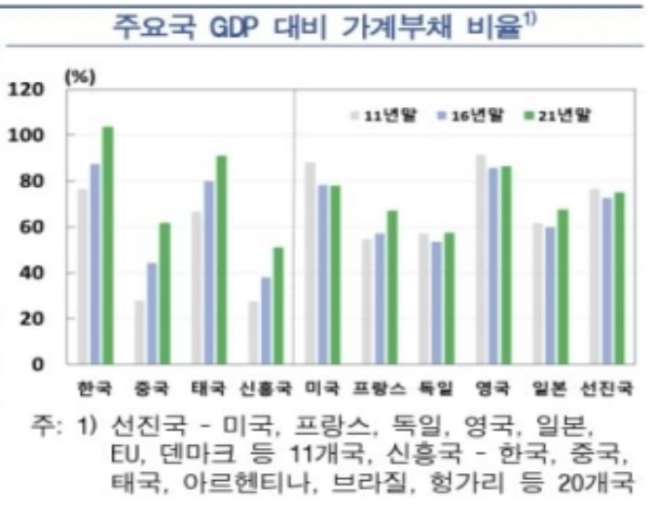 주요국 GDP 대비 가계부채 비율1)
(%)
120
100
80
60
40
20
0
11년말 16년말 21년말
한국 중국 태국 신흥국 미국 프랑스 독일 영국 일본 선진국
주: 1) 선진국 - 미국, 프랑스, 독일, 영국, 일본,
EU, 덴마크 등 11개국, 신흥국 - 한국, 중국,
태국, 아르헨티나, 브라질, 헝가리 등 20개국